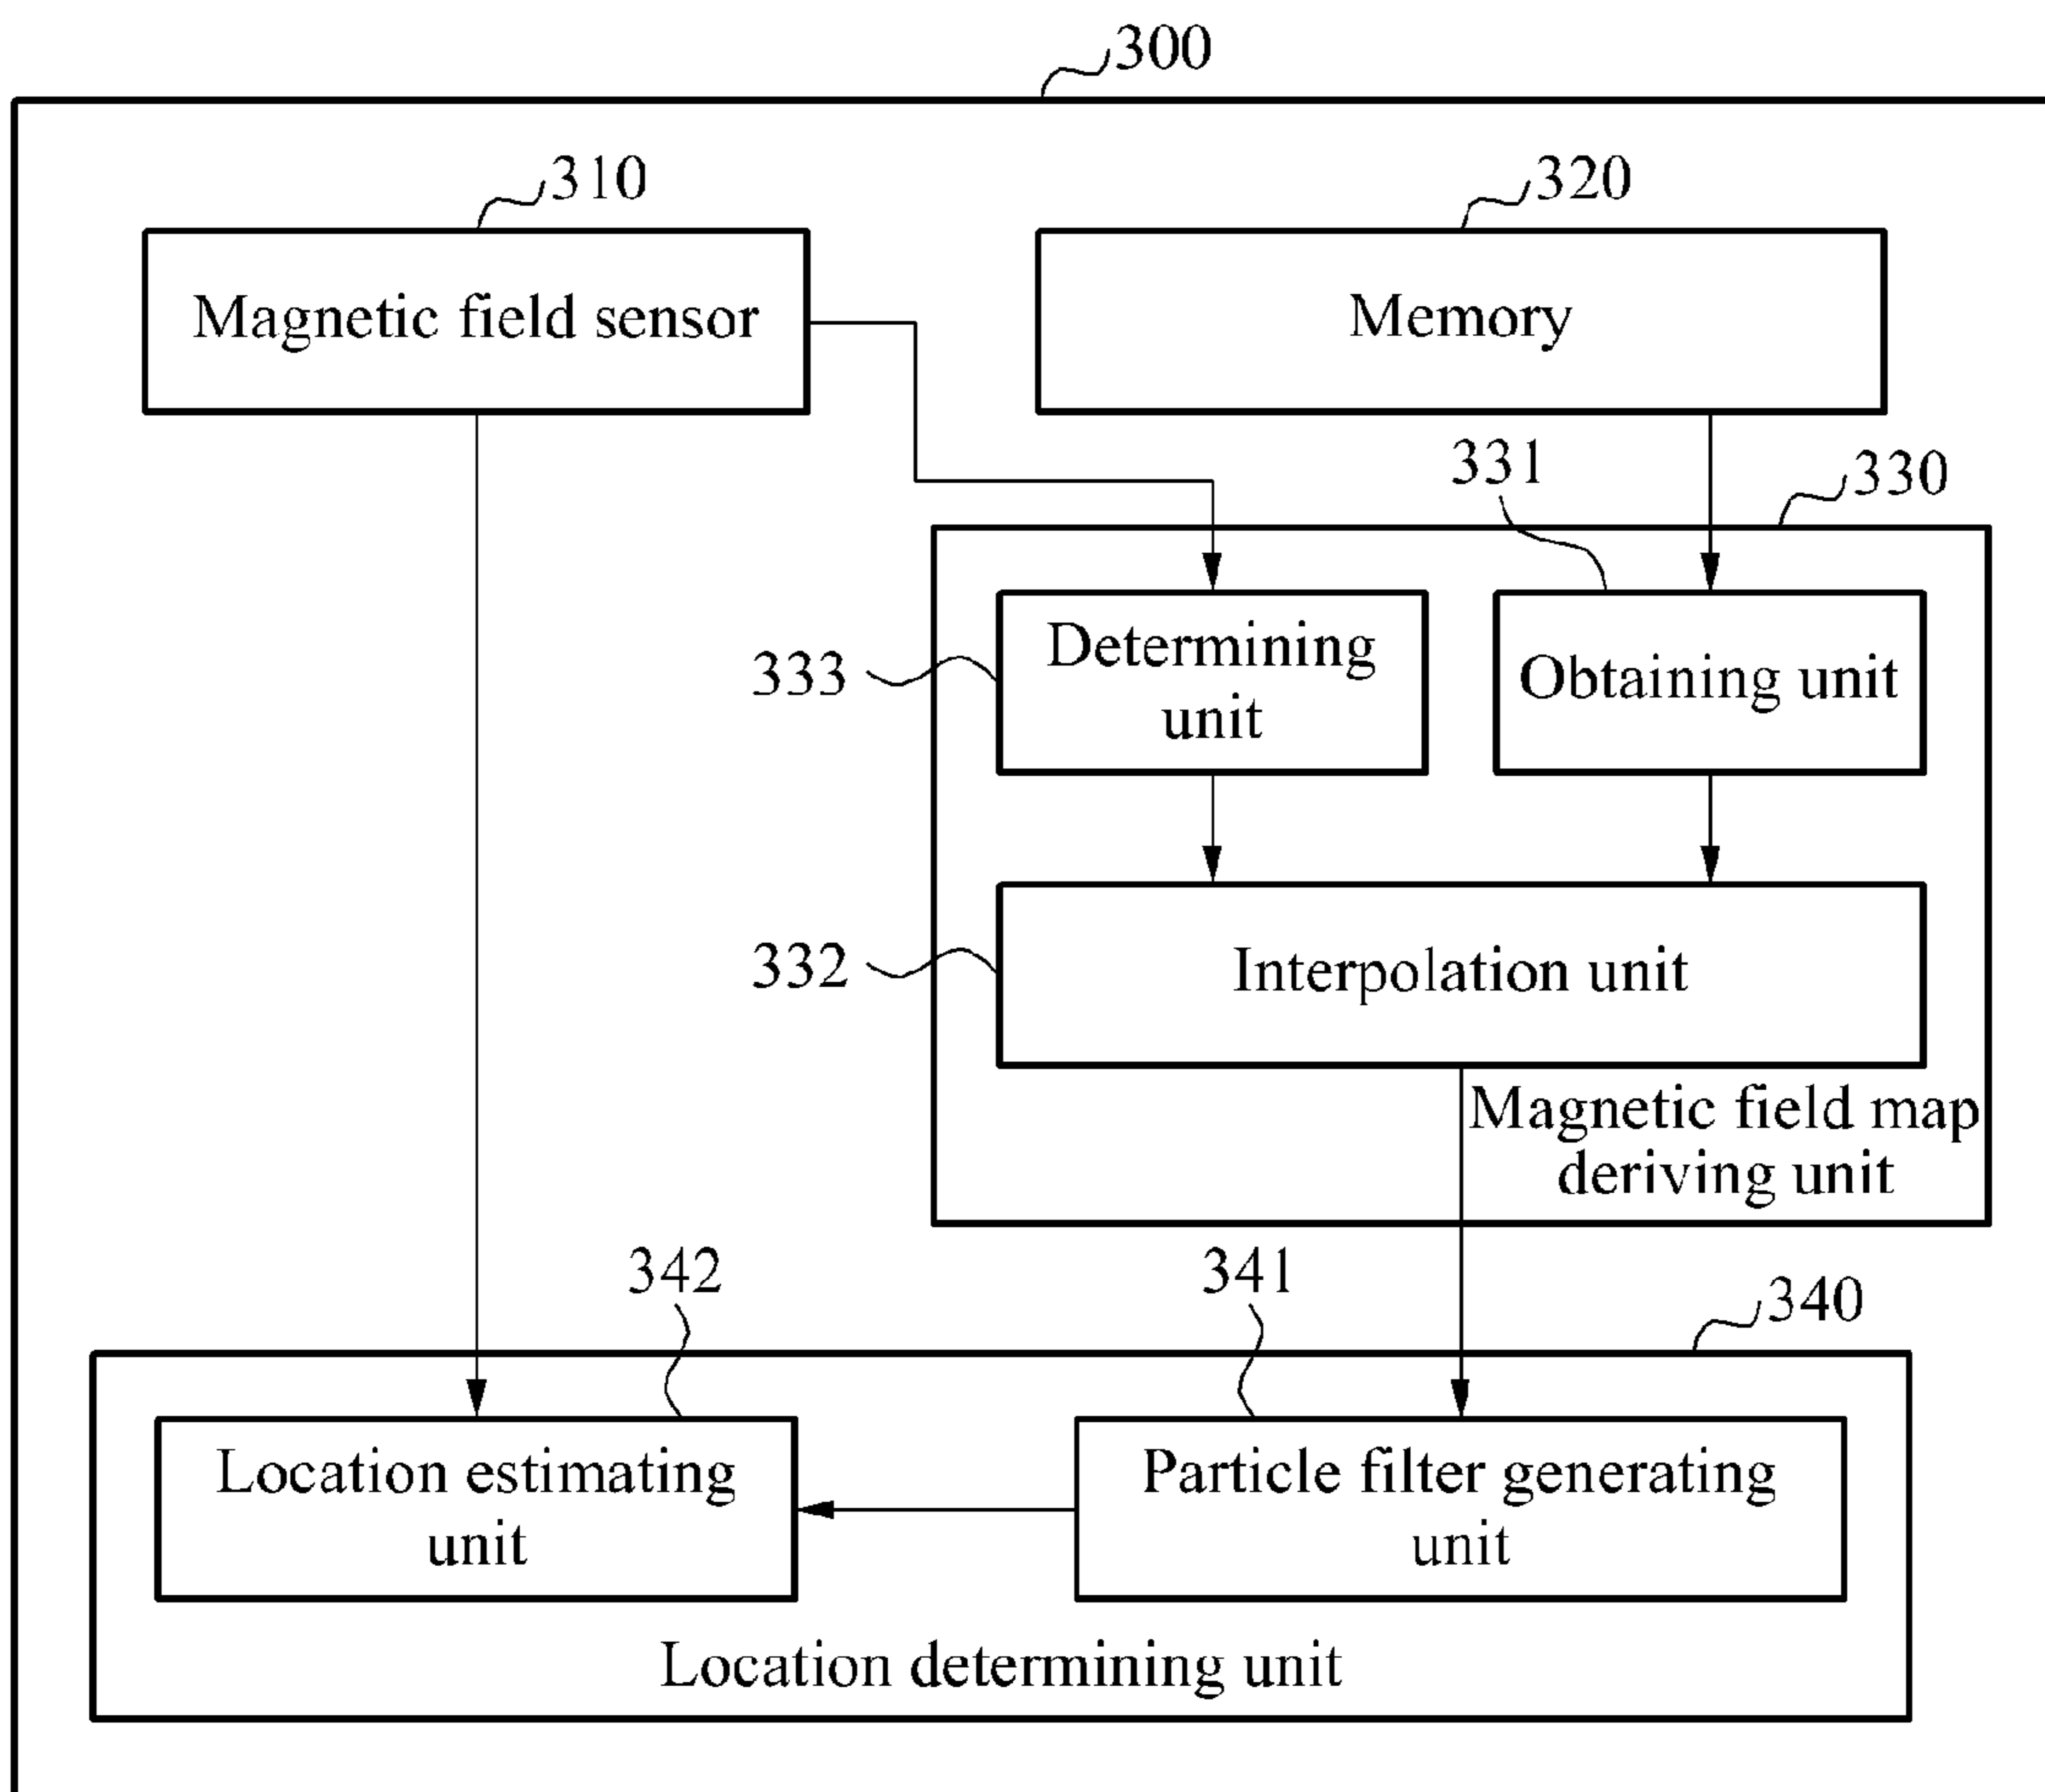 300
310
320
Magnetic field sensor
Memory
331
330
333
Determining
unit
Obtaining unit
332
Interpolation unit
Magnetic field map
deriving unit
342
341
340
Location estimating
unit
Particle filter generating
unit
Location determining unit